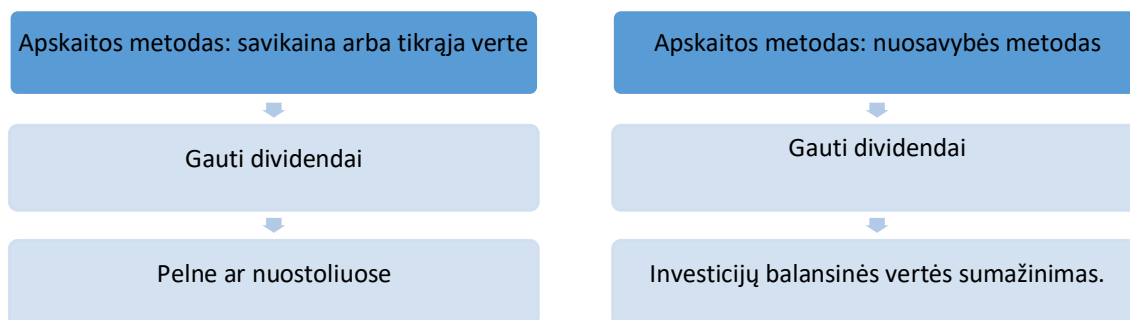 Apskaitos metodas: savikaina arba tikrąja verte
Gauti dividendai
Pelne ar nuostoliuose
Apskaitos metodas: nuosavybės metodas
Gauti dividendai
Investicijų balansinės vertės sumažinimas.